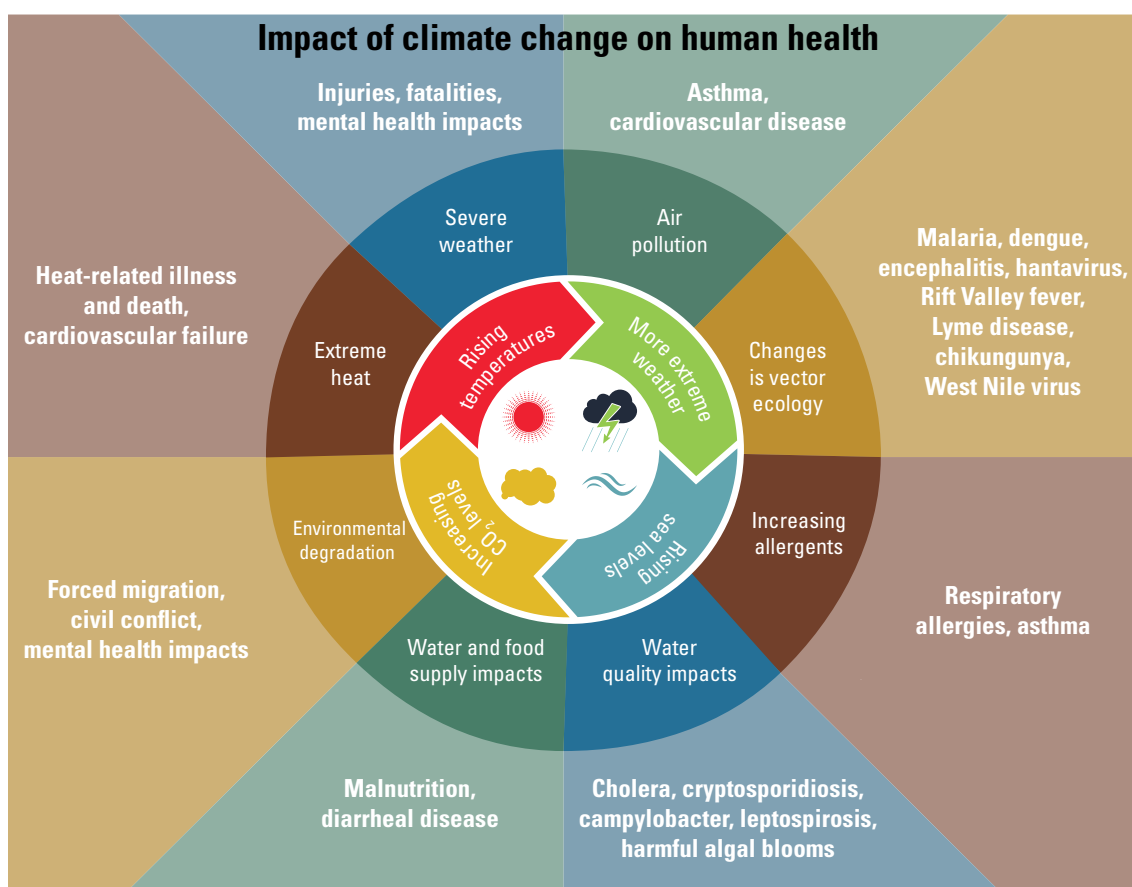 Impact of climate change on human health
Injuries, fatalities,
mental health impacts
Asthma,
cardiovascular disease
Severe
weather
Air
pollution
Heat-related illness
and death,
cardiovascular failure
Extreme
heat
Rising
temperatures
More extreme
weather
Changes
is vector
ecology
Malaria, dengue,
encephalitis, hantavirus,
Rift Valley fever,
Lyme disease,
chikungunya,
West Nile virus
Environmental
degradation
Increasing
CO₂ levels
Rising
sea levels
Increasing
allergents
Forced migration,
civil conflict,
mental health impacts
Respiratory
allergies, asthma
Water and food
supply impacts
Water
quality impacts
Malnutrition,
diarrheal disease
Cholera, cryptosporidiosis,
campylobacter, leptospirosis,
harmful algal blooms